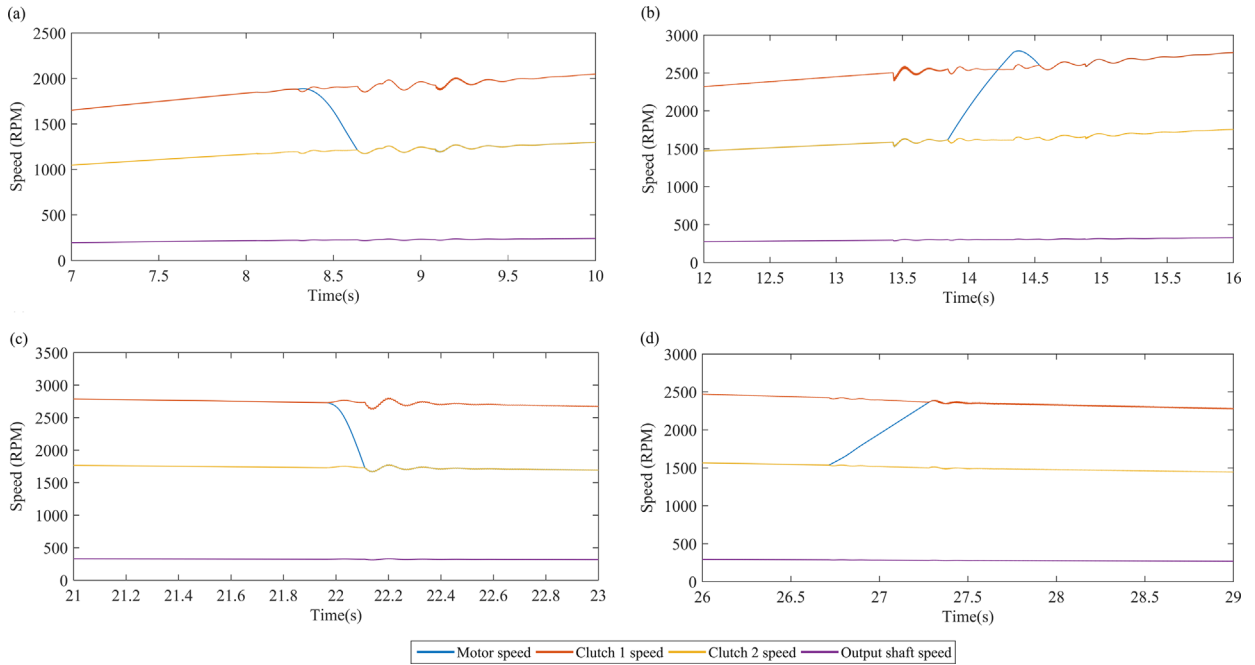 (a)
2500
2000
1500
1000
500
0
Speed (RPM)
7 7.5 8 8.5 9 9.5 10
Time(s)
(b)
3000
2500
2000
1500
1000
500
0
Speed (RPM)
12 12.5 13 13.5 14 14.5 15 15.5 16
Time(s)
(c)
3500
3000
2500
2000
1500
1000
500
0
Speed (RPM)
21 21.2 21.4 21.6 21.8 22 22.2 22.4 22.6 22.8 23
Time(s)
(d)
3000
2500
2000
1500
1000
500
0
Speed (RPM)
26 26.5 27 27.5 28 28.5 29
Time(s)
Motor speed Clutch 1 speed Clutch 2 speed Output shaft speed